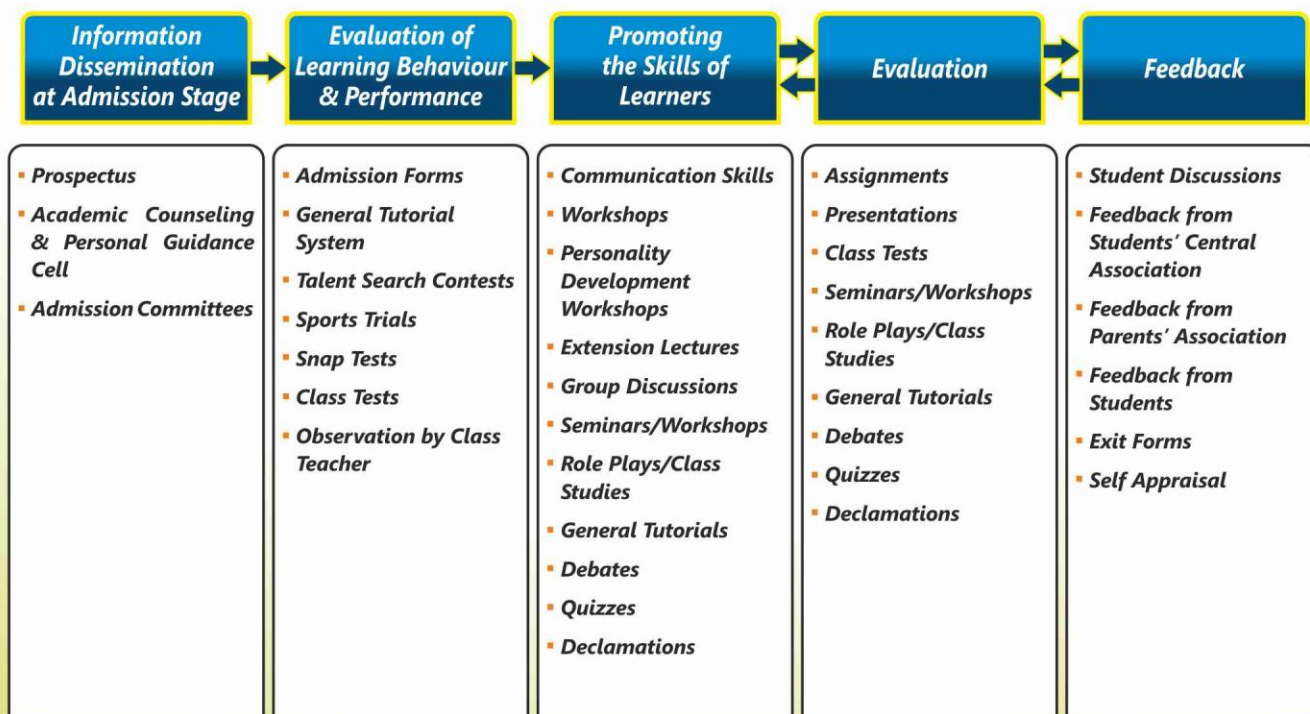 Information
Dissemination
at Admission Stage
Evaluation of
Learning Behaviour
& Performance
Promoting
the Skills of
Learners
Evaluation
Feedback
▪ Prospectus
▪ Academic Counseling
& Personal Guidance
Cell
▪ Admission Committees
▪ Admission Forms
▪ General Tutorial
System
▪ Talent Search Contests
▪ Sports Trials
▪ Snap Tests
▪ Class Tests
▪ Observation by Class
Teacher
▪ Communication Skills
▪ Workshops
▪ Personality
Development
Workshops
▪ Extension Lectures
▪ Group Discussions
▪ Seminars/Workshops
▪ Role Plays/Class
Studies
▪ General Tutorials
▪ Debates
▪ Quizzes
▪ Declamations
▪ Assignments
▪ Presentations
▪ Class Tests
▪ Seminars/Workshops
▪ Role Plays/Class
Studies
▪ General Tutorials
▪ Debates
▪ Quizzes
▪ Declamations
▪ Student Discussions
▪ Feedback from
Students' Central
Association
▪ Feedback from
Parents' Association
▪ Feedback from
Students
▪ Exit Forms
▪ Self Appraisal